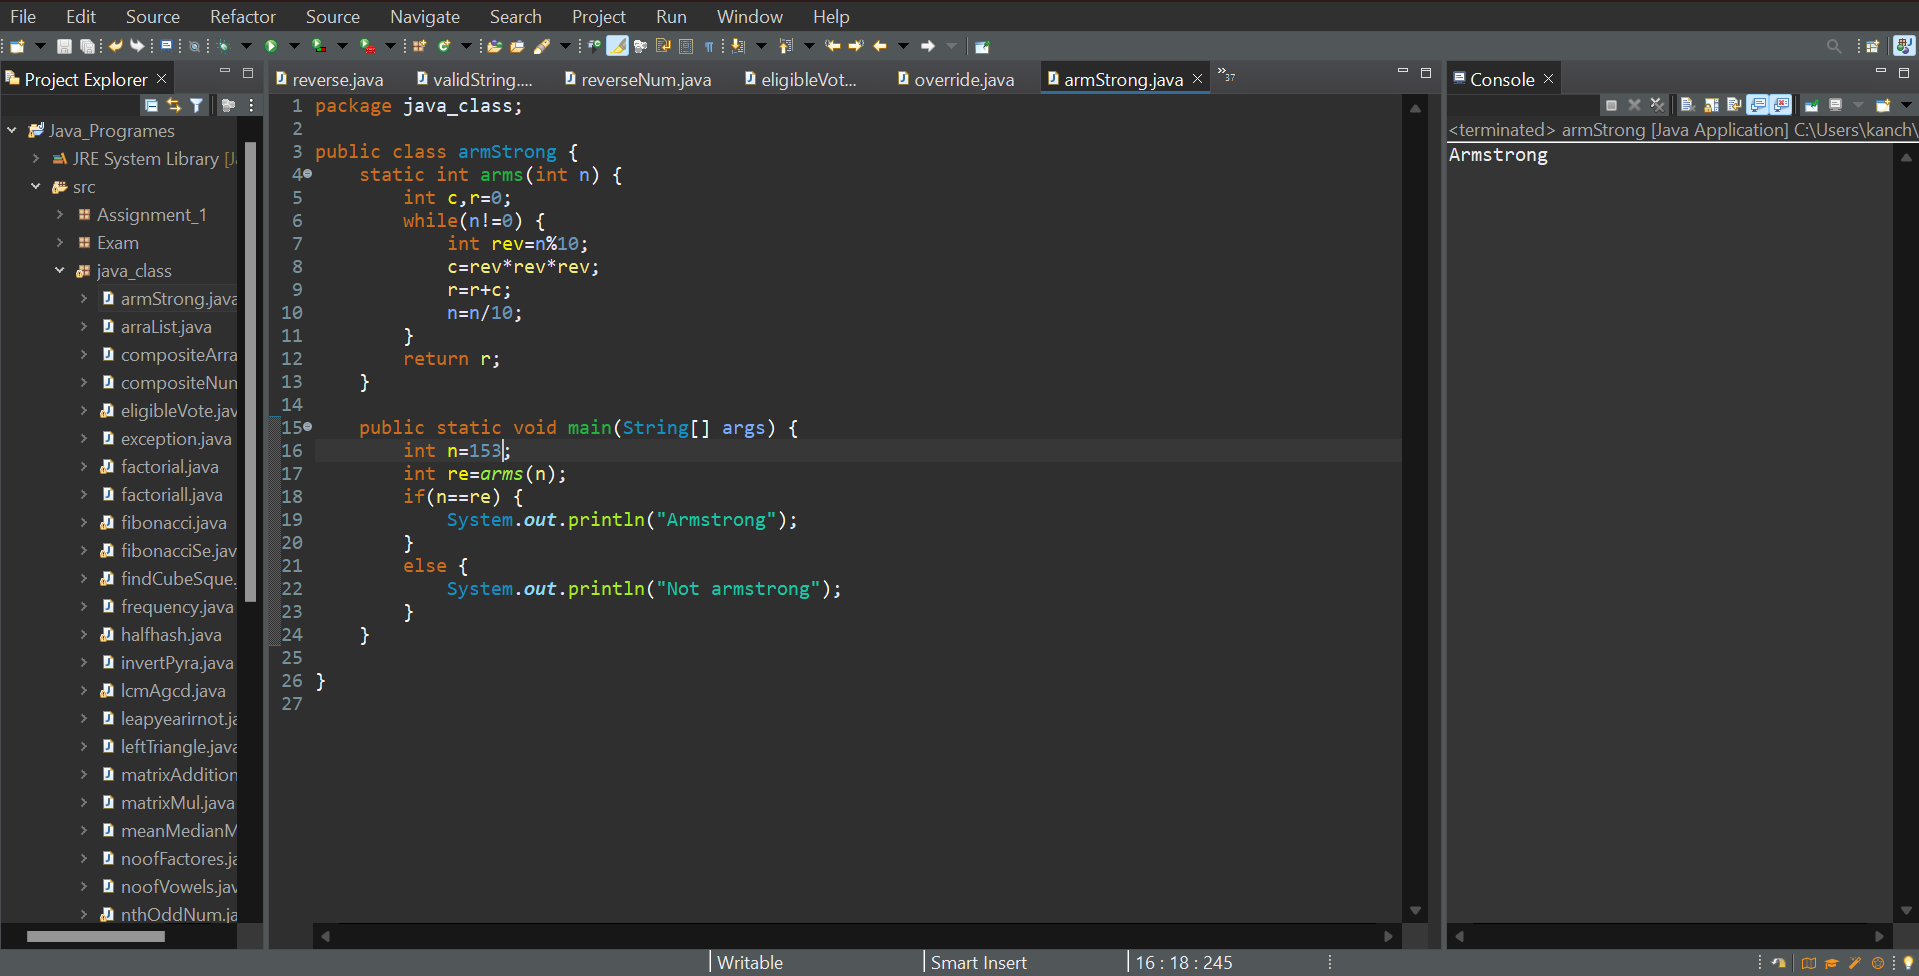 File Edit Source Refactor Source Navigate Search Project Run Window Help
Project Explorer
Java_Programes
JRE System Library [J
src
Assignment_1
Exam
java_class
armStrong.java
arraList.java
compositeArra
compositeNum
eligibleVote.jav
exception.java
factorial.java
factoriall.java
fibonacci.java
fibonacciSe.jav
findCubeSque.
frequency.java
halfhash.java
invertPyra.java
lcmAgcd.java
leapyearirnot.ja
leftTriangle.java
matrixAddition
matrixMul.java
meanMedianM
noofFactores.ja
noofVowels.jav
nthOddNum.ja
reverse.java validString.... reverseNum.java eligibleVot... override.java armStrong.java »37
1 package java_class;
2
3 public class armStrong {
4 static int arms(int n) {
5 int c,r=0;
6 while(n!=0) {
7 int rev=n%10;
8 c=rev*rev*rev;
9 r=r+c;
10 n=n/10;
11 }
12 return r;
13 }
14
15 public static void main(String[] args) {
16 int n=153;
17 int re=arms(n);
18 if(n==re) {
19 System.out.println("Armstrong");
20 }
21 else {
22 System.out.println("Not armstrong");
23 }
24 }
25
26 }
27
Console
<terminated> armStrong [Java Application] C:\Users\kanch\
Armstrong
Writable Smart Insert 16 : 18 : 245